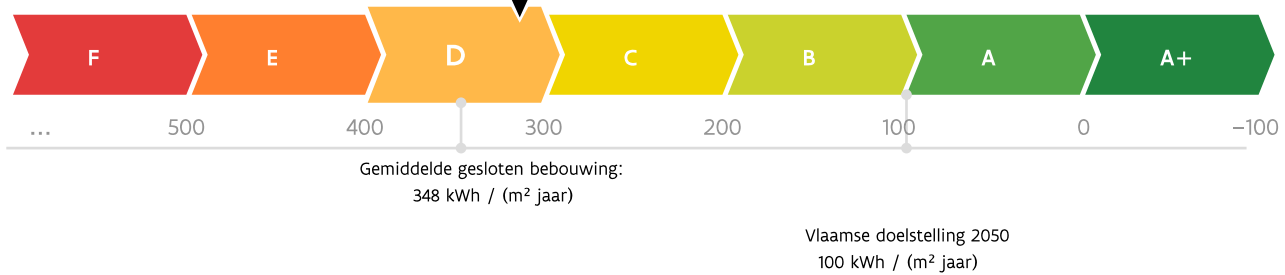 F E D C B A A+
... 500 400 300 200 100 0 –100
Gemiddelde gesloten bebouwing:
348 kWh / (m² jaar)
Vlaamse doelstelling 2050
100 kWh / (m² jaar)